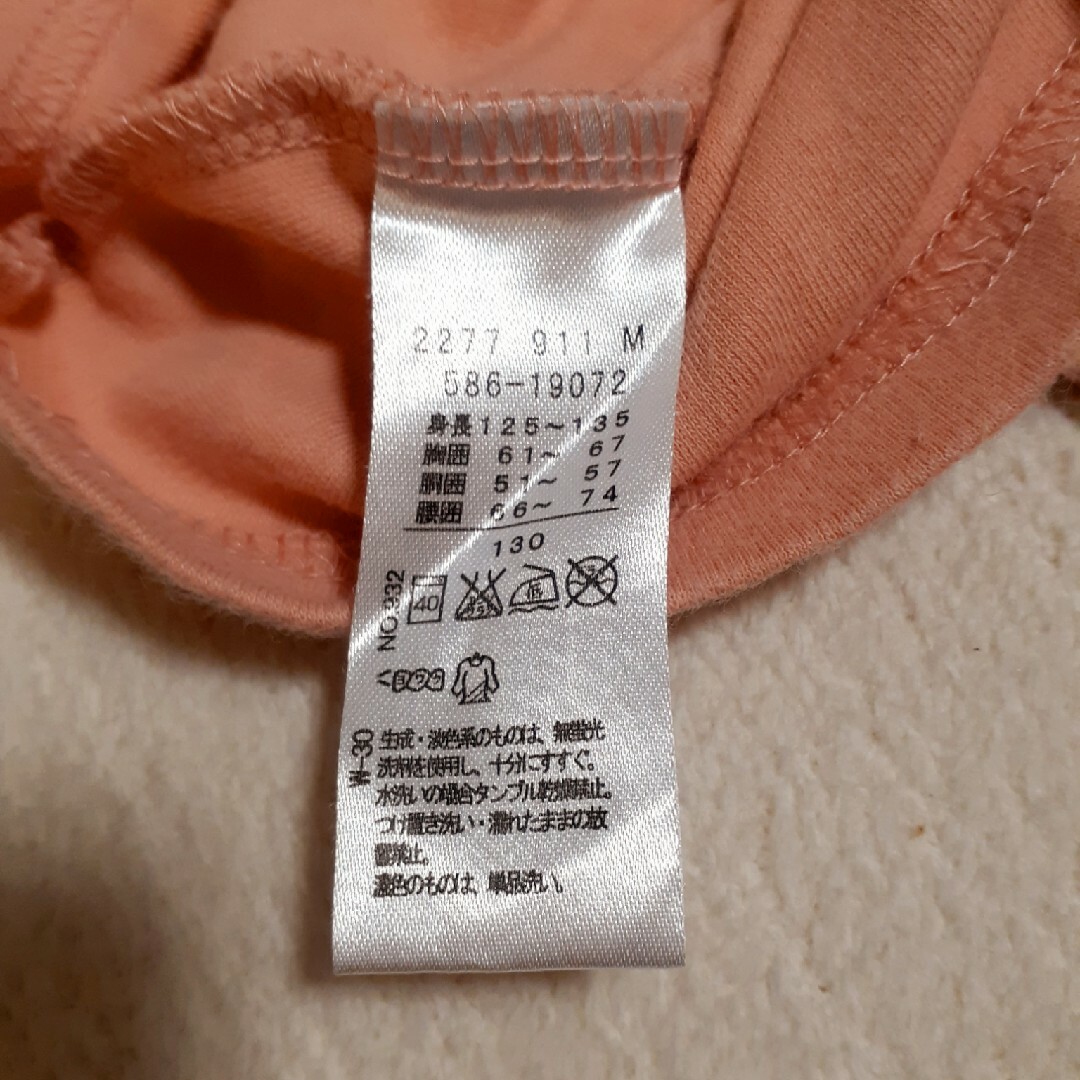 2277 911 M
586-19072
身長125~135
胸囲 61~ 67
胴囲 51~ 57
腰囲 66~ 74
130
NO.332
40
W-30
生成・淡色系のものは、無蛍光
洗剤を使用し、十分にすすぐ。
水洗いの場合タンブル乾燥禁止。
つけ置き洗い・濡れたままの放
置禁止。
濃色のものは、単品洗い。